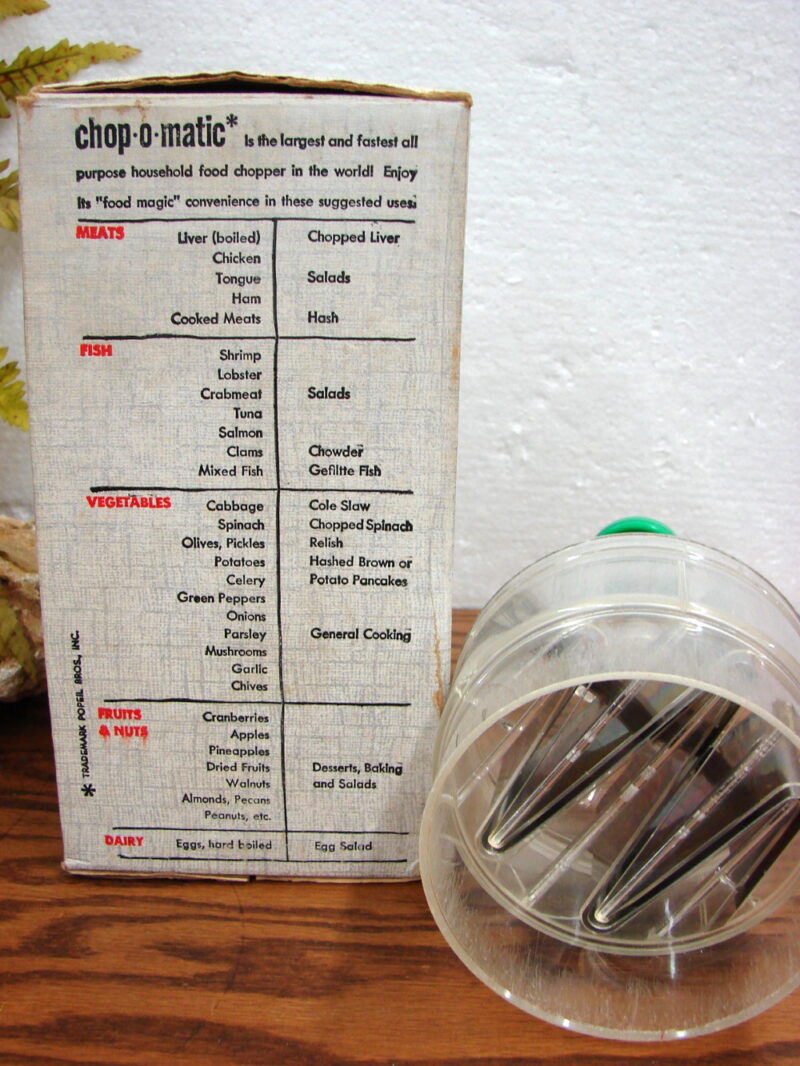 chop·o·matic* Is the largest and fastest all
purpose household food chopper in the world! Enjoy
Its "food magic" convenience in these suggested uses:
MEATS Liver (boiled) Chopped Liver
Chicken
Tongue Salads
Ham
Cooked Meats Hash
FISH Shrimp
Lobster
Crabmeat Salads
Tuna
Salmon
Clams Chowder
Mixed Fish Gefiltte Fish
VEGETABLES Cabbage Cole Slaw
Spinach Chopped Spinach
Olives, Pickles Relish
Potatoes Hashed Brown or
Celery Potato Pancakes
Green Peppers
Onions
Parsley General Cooking
Mushrooms
Garlic
Chives
FRUITS Cranberries
& NUTS Apples
Pineapples
Dried Fruits Desserts, Baking
Walnuts and Salads
Almonds, Pecans
Peanuts, etc.
DAIRY Eggs, hard boiled Egg Salad
* TRADEMARK POPEIL BROS., INC.